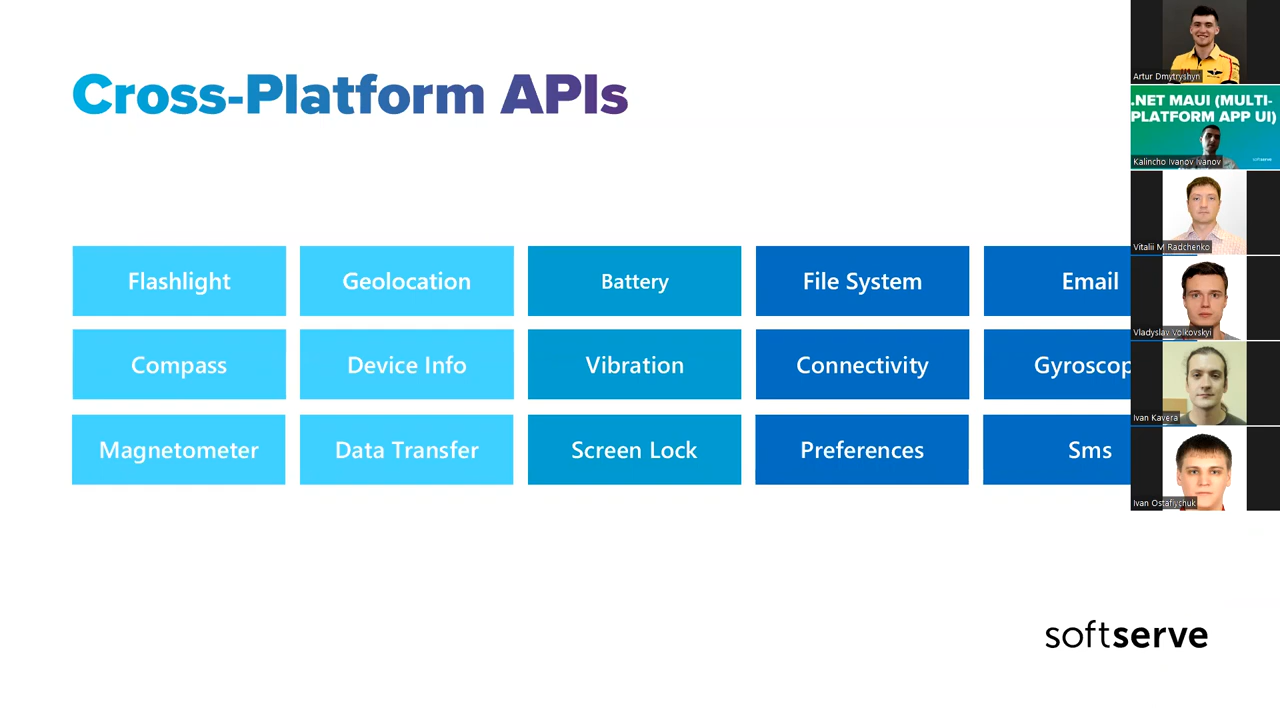 Cross-Platform APIs
Flashlight
Geolocation
Battery
File System
Email
Compass
Device Info
Vibration
Connectivity
Gyroscop
Magnetometer
Data Transfer
Screen Lock
Preferences
Sms
softserve
Artur Dmytryshyn
.NET MAUI (MULTI-
PLATFORM APP UI)
softserve
Kalincho Ivanov Ivanov
Vitalii M Radchenko
Vladyslav Volkovskyi
Ivan Kavera
Ivan Ostafiychuk